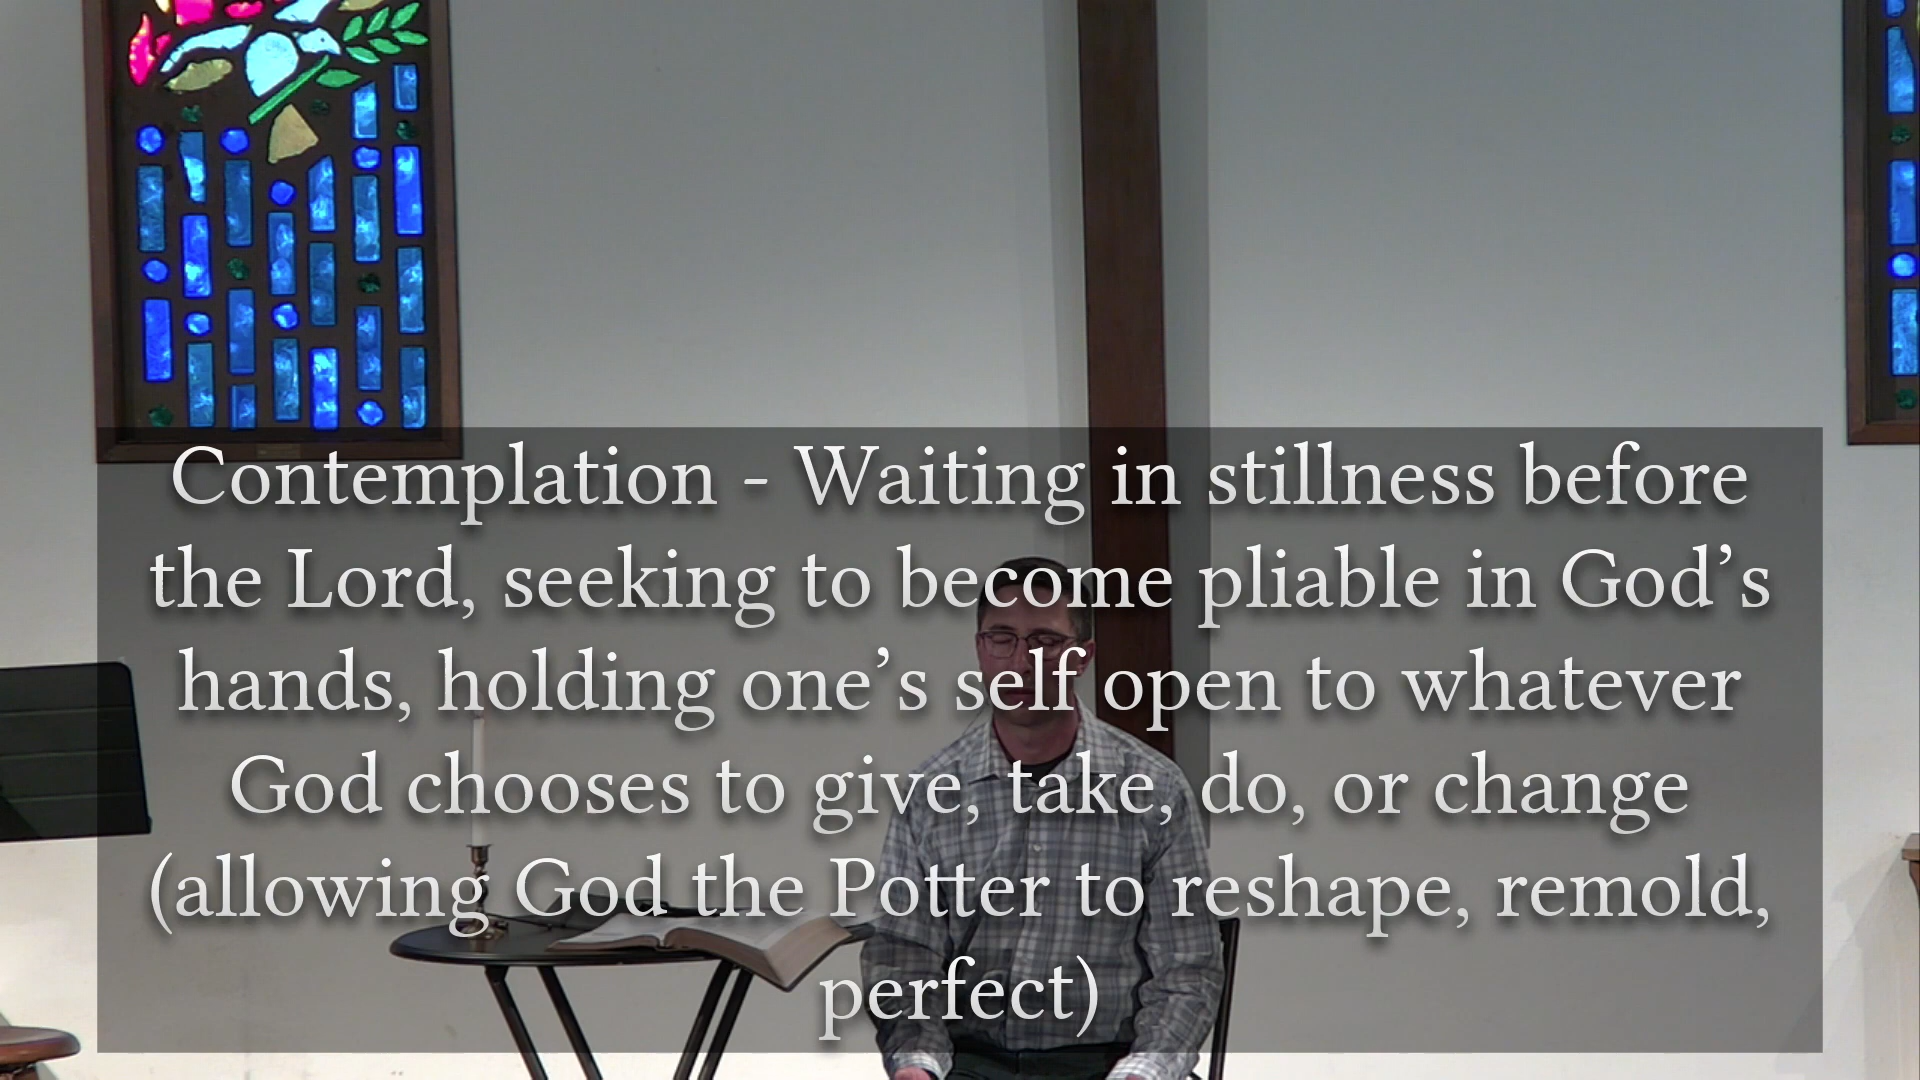 Contemplation - Waiting in stillness before
the Lord, seeking to become pliable in God’s
hands, holding one’s self open to whatever
God chooses to give, take, do, or change
(allowing God the Potter to reshape, remold,
perfect)